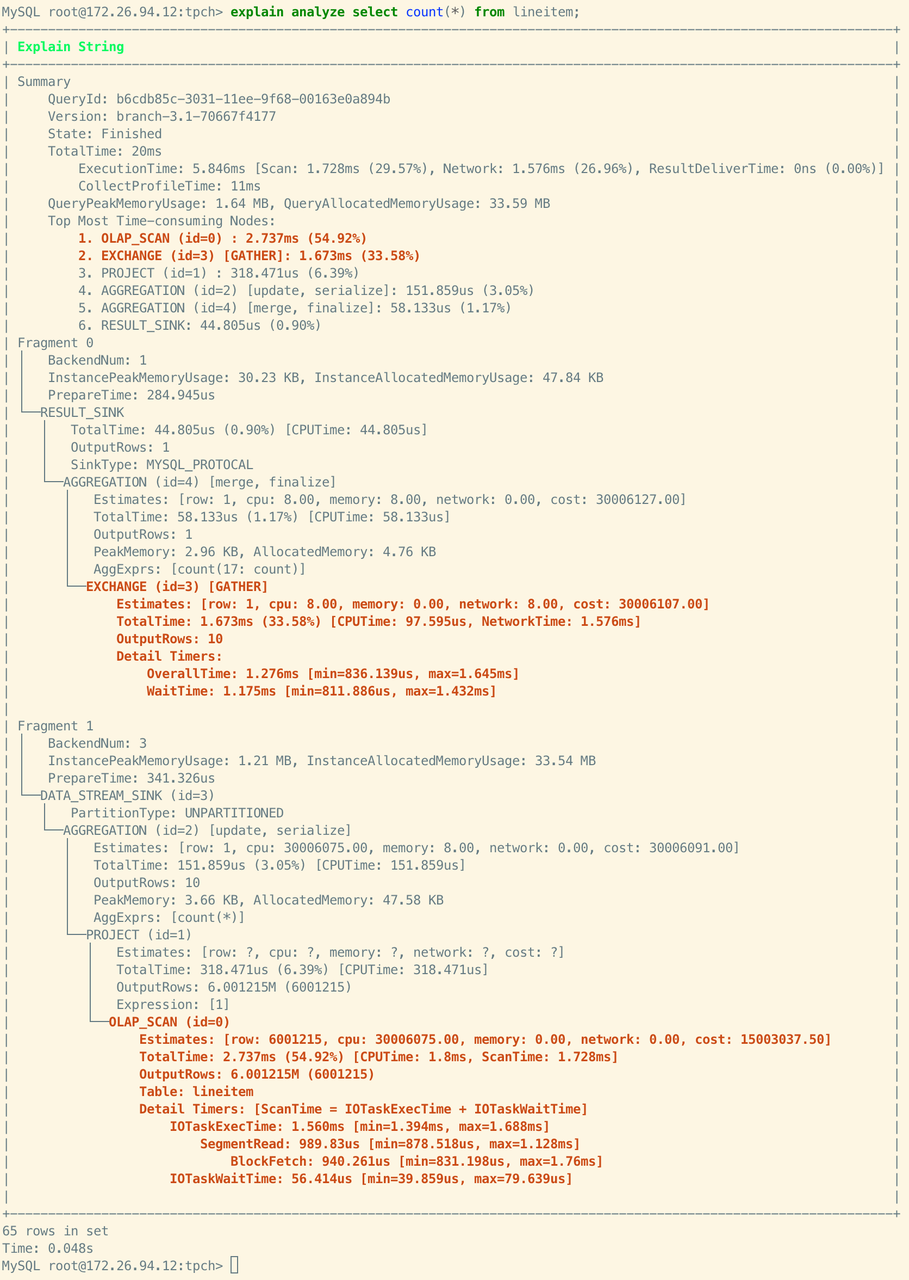 MySQL root@172.26.94.12:tpch> explain analyze select count(*) from lineitem;
Explain String
Summary
QueryId: b6cdb85c-3031-11ee-9f68-00163e0a894b
Version: branch-3.1-70667f4177
State: Finished
TotalTime: 20ms
ExecutionTime: 5.846ms [Scan: 1.728ms (29.57%), Network: 1.576ms (26.96%), ResultDeliverTime: 0ns (0.00%)]
CollectProfileTime: 11ms
QueryPeakMemoryUsage: 1.64 MB, QueryAllocatedMemoryUsage: 33.59 MB
Top Most Time-consuming Nodes:
1. OLAP_SCAN (id=0) : 2.737ms (54.92%)
2. EXCHANGE (id=3) [GATHER]: 1.673ms (33.58%)
3. PROJECT (id=1) : 318.471us (6.39%)
4. AGGREGATION (id=2) [update, serialize]: 151.859us (3.05%)
5. AGGREGATION (id=4) [merge, finalize]: 58.133us (1.17%)
6. RESULT_SINK: 44.805us (0.90%)
Fragment 0
BackendNum: 1
InstancePeakMemoryUsage: 30.23 KB, InstanceAllocatedMemoryUsage: 47.84 KB
PrepareTime: 284.945us
RESULT_SINK
TotalTime: 44.805us (0.90%) [CPUTime: 44.805us]
OutputRows: 1
SinkType: MYSQL_PROTOCAL
AGGREGATION (id=4) [merge, finalize]
Estimates: [row: 1, cpu: 8.00, memory: 8.00, network: 0.00, cost: 30006127.00]
TotalTime: 58.133us (1.17%) [CPUTime: 58.133us]
OutputRows: 1
PeakMemory: 2.96 KB, AllocatedMemory: 4.76 KB
AggExprs: [count(17: count)]
EXCHANGE (id=3) [GATHER]
Estimates: [row: 1, cpu: 8.00, memory: 0.00, network: 8.00, cost: 30006107.00]
TotalTime: 1.673ms (33.58%) [CPUTime: 97.595us, NetworkTime: 1.576ms]
OutputRows: 10
Detail Timers:
OverallTime: 1.276ms [min=836.139us, max=1.645ms]
WaitTime: 1.175ms [min=811.886us, max=1.432ms]
Fragment 1
BackendNum: 3
InstancePeakMemoryUsage: 1.21 MB, InstanceAllocatedMemoryUsage: 33.54 MB
PrepareTime: 341.326us
DATA_STREAM_SINK (id=3)
PartitionType: UNPARTITIONED
AGGREGATION (id=2) [update, serialize]
Estimates: [row: 1, cpu: 30006075.00, memory: 8.00, network: 0.00, cost: 30006091.00]
TotalTime: 151.859us (3.05%) [CPUTime: 151.859us]
OutputRows: 10
PeakMemory: 3.66 KB, AllocatedMemory: 47.58 KB
AggExprs: [count(*)]
PROJECT (id=1)
Estimates: [row: ?, cpu: ?, memory: ?, network: ?, cost: ?]
TotalTime: 318.471us (6.39%) [CPUTime: 318.471us]
OutputRows: 6.001215M (6001215)
Expression: [1]
OLAP_SCAN (id=0)
Estimates: [row: 6001215, cpu: 30006075.00, memory: 0.00, network: 0.00, cost: 15003037.50]
TotalTime: 2.737ms (54.92%) [CPUTime: 1.8ms, ScanTime: 1.728ms]
OutputRows: 6.001215M (6001215)
Table: lineitem
Detail Timers: [ScanTime = IOTaskExecTime + IOTaskWaitTime]
IOTaskExecTime: 1.560ms [min=1.394ms, max=1.688ms]
SegmentRead: 989.83us [min=878.518us, max=1.128ms]
BlockFetch: 940.261us [min=831.198us, max=1.76ms]
IOTaskWaitTime: 56.414us [min=39.859us, max=79.639us]
65 rows in set
Time: 0.048s
MySQL root@172.26.94.12:tpch>